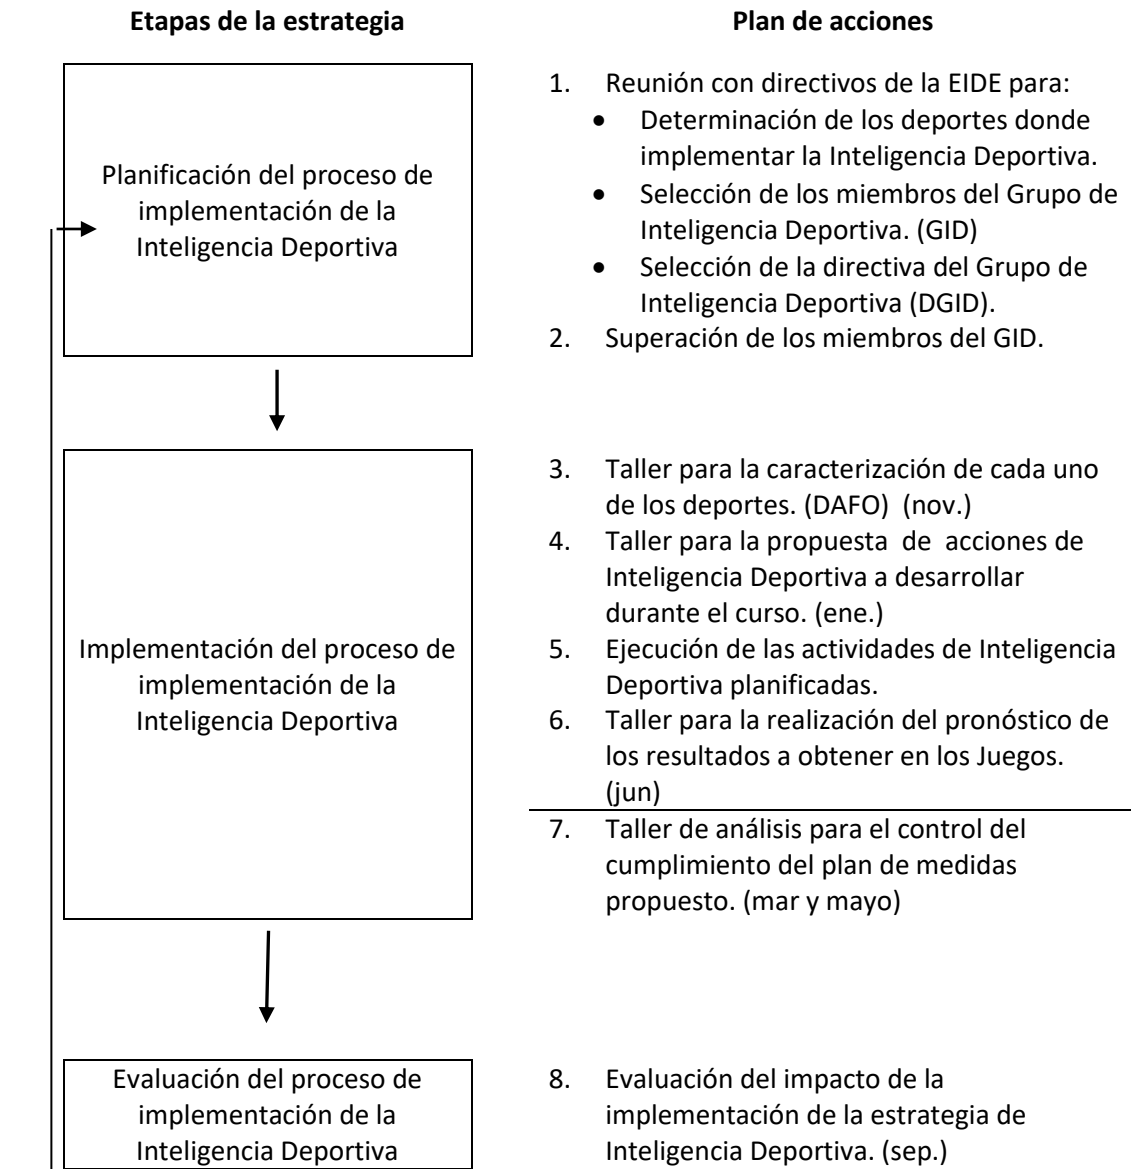 Etapas de la estrategia
Plan de acciones
Planificación del proceso de
implementación de la
Inteligencia Deportiva
1. Reunión con directivos de la EIDE para:
• Determinación de los deportes donde
implementar la Inteligencia Deportiva.
• Selección de los miembros del Grupo de
Inteligencia Deportiva. (GID)
• Selección de la directiva del Grupo de
Inteligencia Deportiva (DGID).
2. Superación de los miembros del GID.
Implementación del proceso de
implementación de la
Inteligencia Deportiva
3. Taller para la caracterización de cada uno
de los deportes. (DAFO) (nov.)
4. Taller para la propuesta de acciones de
Inteligencia Deportiva a desarrollar
durante el curso. (ene.)
5. Ejecución de las actividades de Inteligencia
Deportiva planificadas.
6. Taller para la realización del pronóstico de
los resultados a obtener en los Juegos.
(jun)
7. Taller de análisis para el control del
cumplimiento del plan de medidas
propuesto. (mar y mayo)
Evaluación del proceso de
implementación de la
Inteligencia Deportiva
8. Evaluación del impacto de la
implementación de la estrategia de
Inteligencia Deportiva. (sep.)